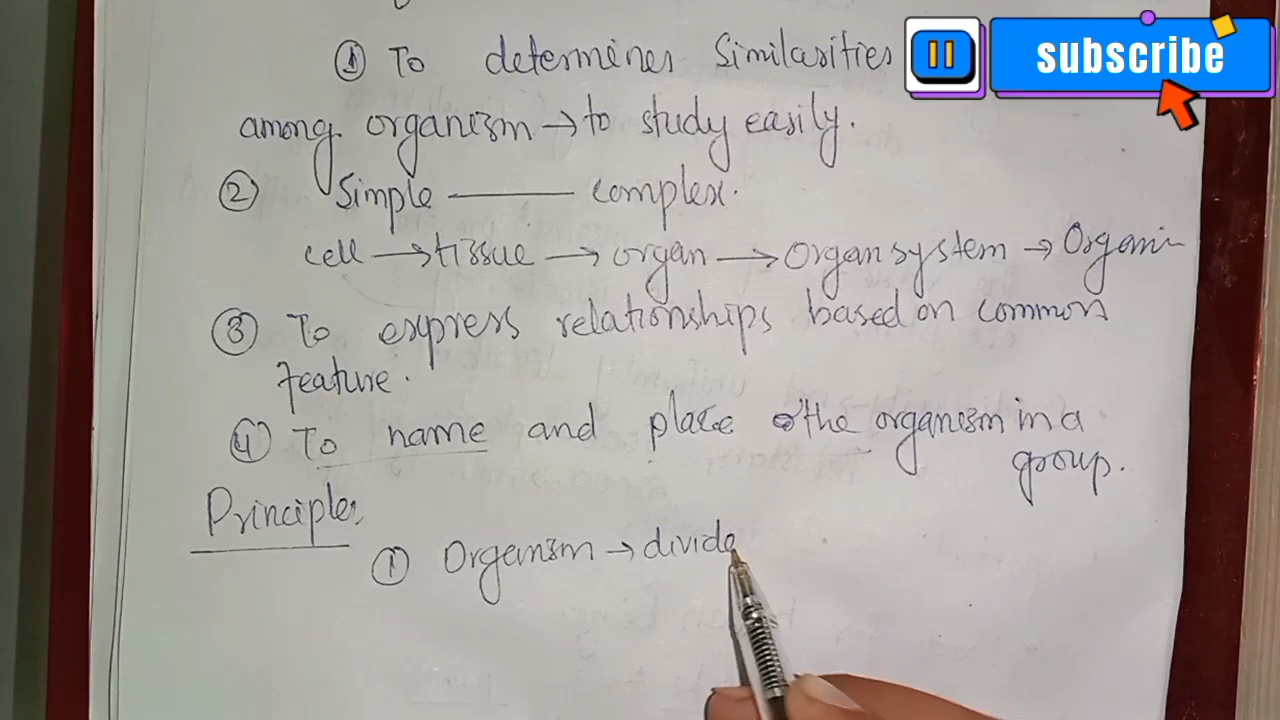 ① To determines Similarities
among organism → to study easily.
② Simple —— complex.
cell → tissue → organ → Organ system → Organi
③ To express relationships based on common
feature.
④ To name and place the organism in a
group.
Principle,
① Organism → divide
subscribe